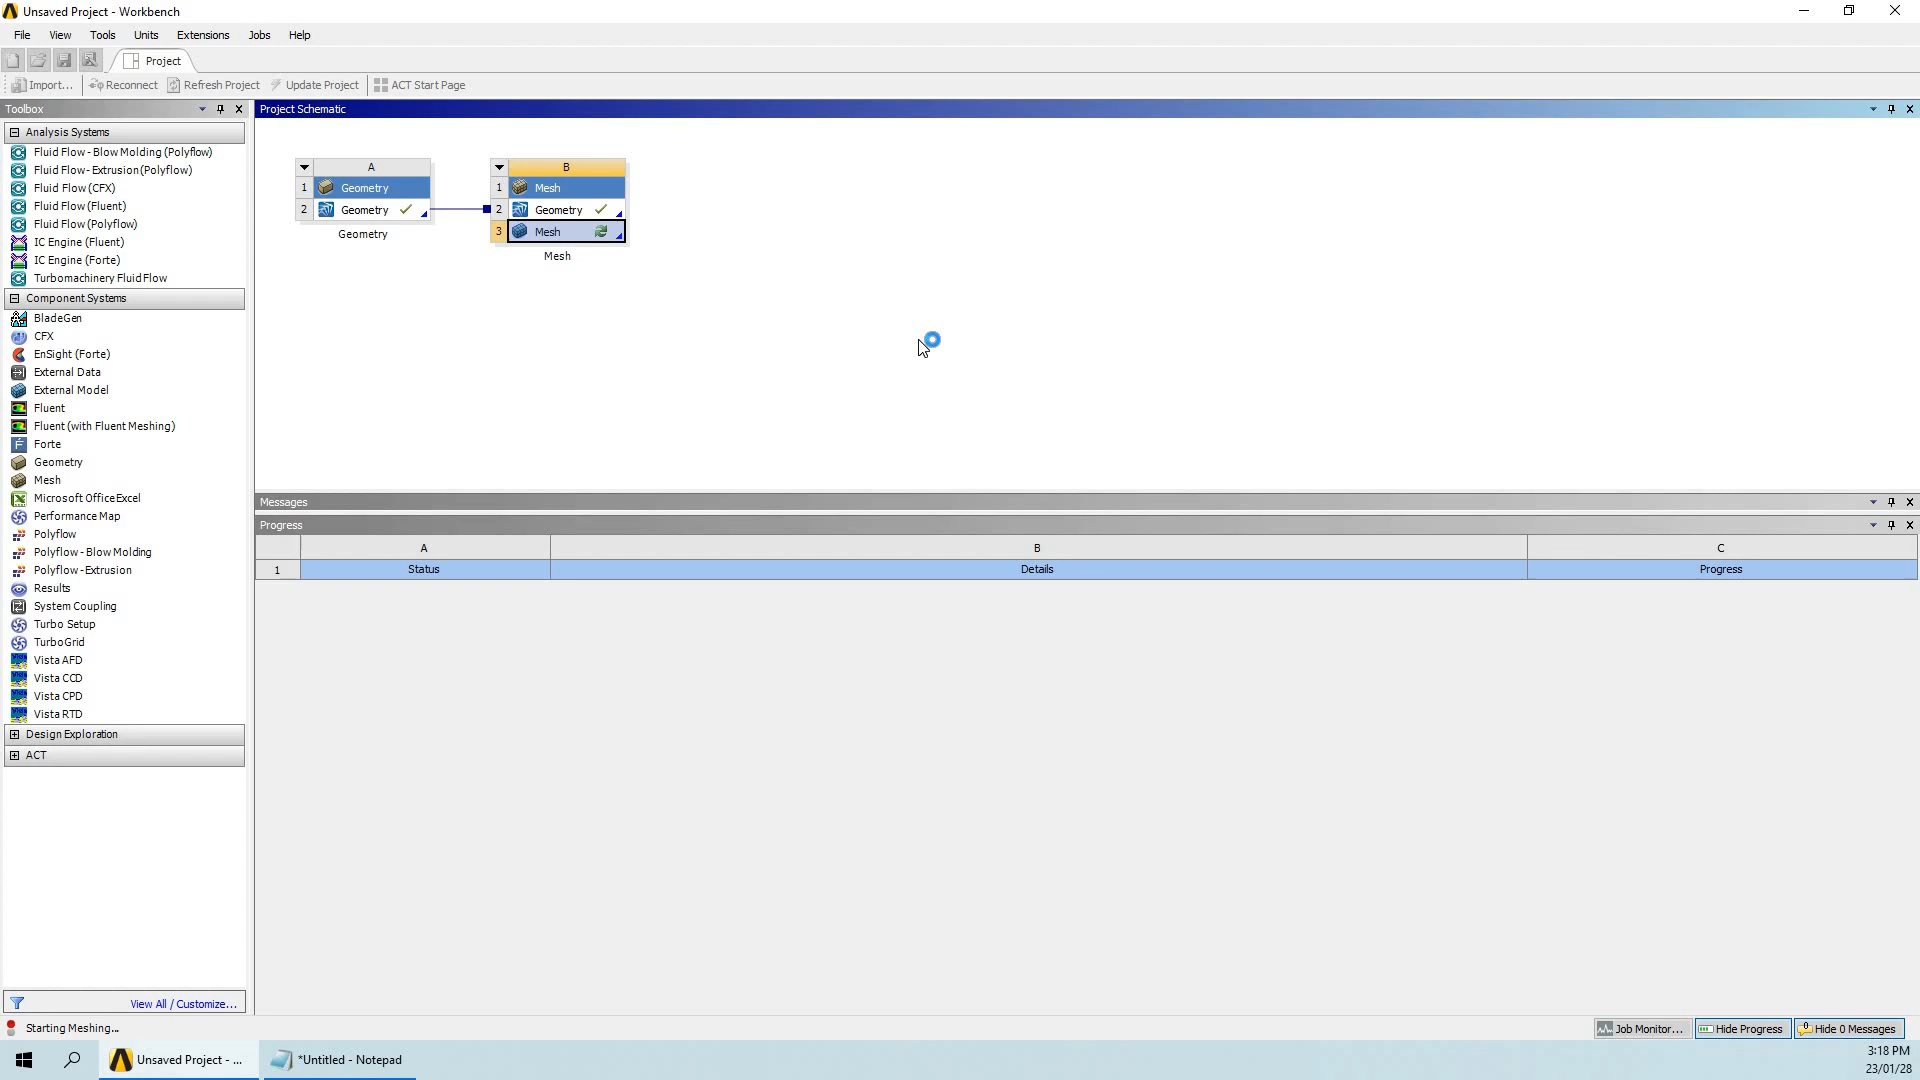 Unsaved Project - Workbench
File View Tools Units Extensions Jobs Help
Project
Import... Reconnect Refresh Project Update Project ACT Start Page
Toolbox
Analysis Systems
Fluid Flow - Blow Molding (Polyflow)
Fluid Flow - Extrusion (Polyflow)
Fluid Flow (CFX)
Fluid Flow (Fluent)
Fluid Flow (Polyflow)
IC Engine (Fluent)
IC Engine (Forte)
Turbomachinery Fluid Flow
Component Systems
BladeGen
CFX
EnSight (Forte)
External Data
External Model
Fluent
Fluent (with Fluent Meshing)
Forte
Geometry
Mesh
Microsoft Office Excel
Performance Map
Polyflow
Polyflow - Blow Molding
Polyflow - Extrusion
Results
System Coupling
Turbo Setup
TurboGrid
Vista AFD
Vista CCD
Vista CPD
Vista RTD
Design Exploration
ACT
View All / Customize...
Project Schematic
A
1 Geometry
2 Geometry
Geometry
B
1 Mesh
2 Geometry
3 Mesh
Mesh
Messages
Progress
A B C
1 Status Details Progress
Starting Meshing...
Job Monitor... Hide Progress 0 Hide 0 Messages
Unsaved Project - ... *Untitled - Notepad
3:18 PM
23/01/28